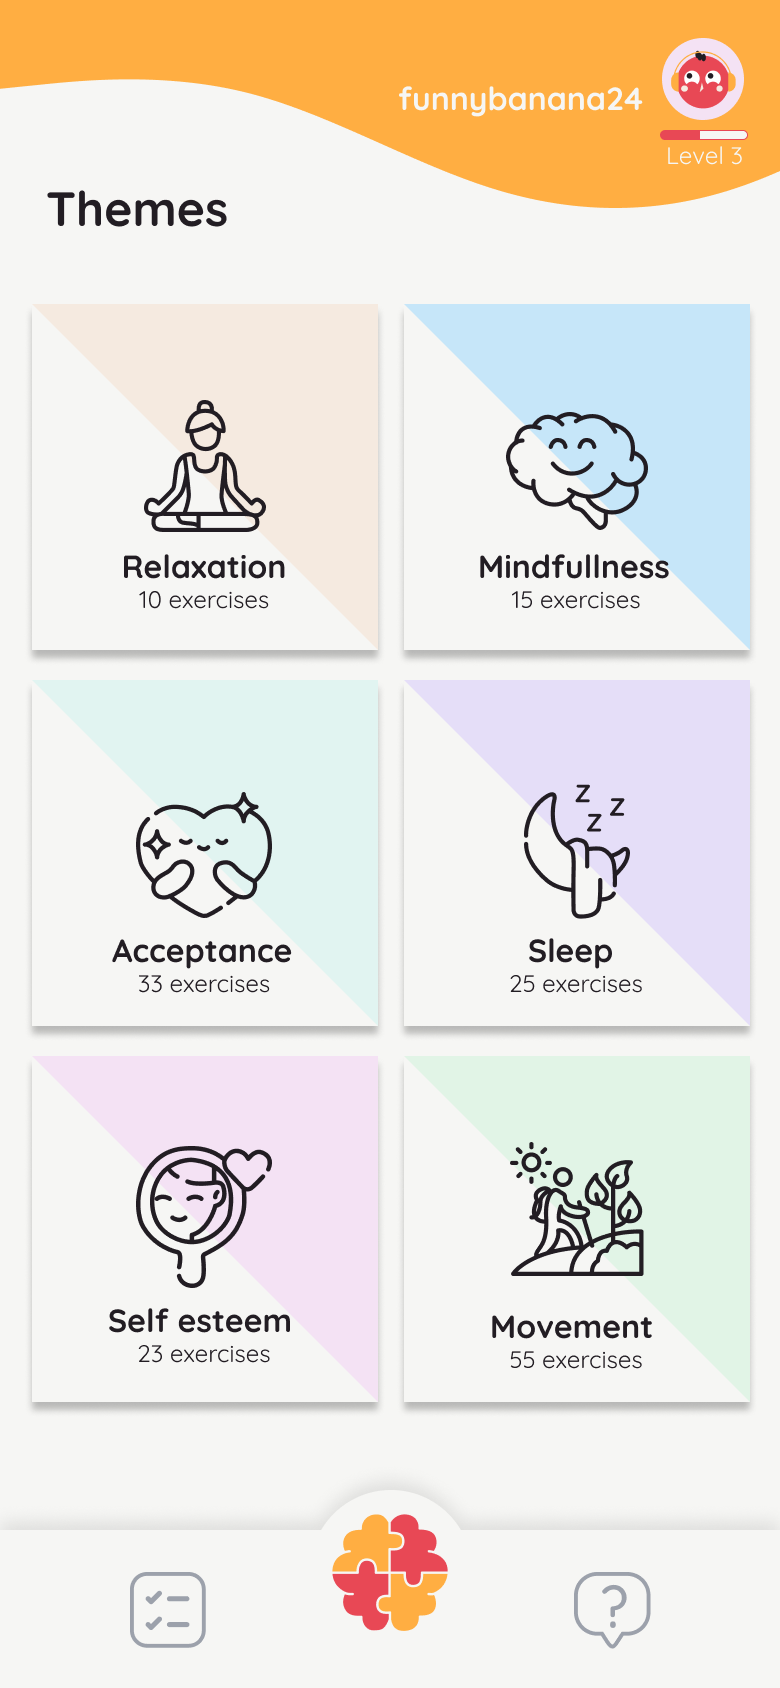 funnybanana24
Level 3
Themes
Relaxation
10 exercises
Mindfullness
15 exercises
Acceptance
33 exercises
z z
z
Sleep
25 exercises
Self esteem
23 exercises
Movement
55 exercises
?